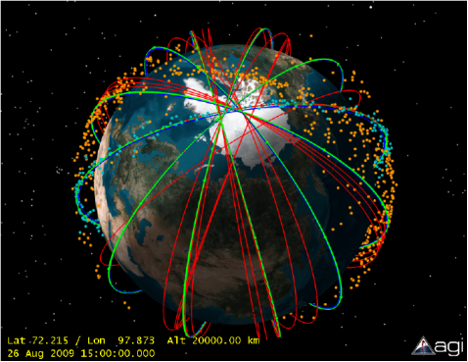 Lat -72.215 / Lon  97.873  Alt 20000.00 km
26 Aug 2009 15:00:00.000
agi